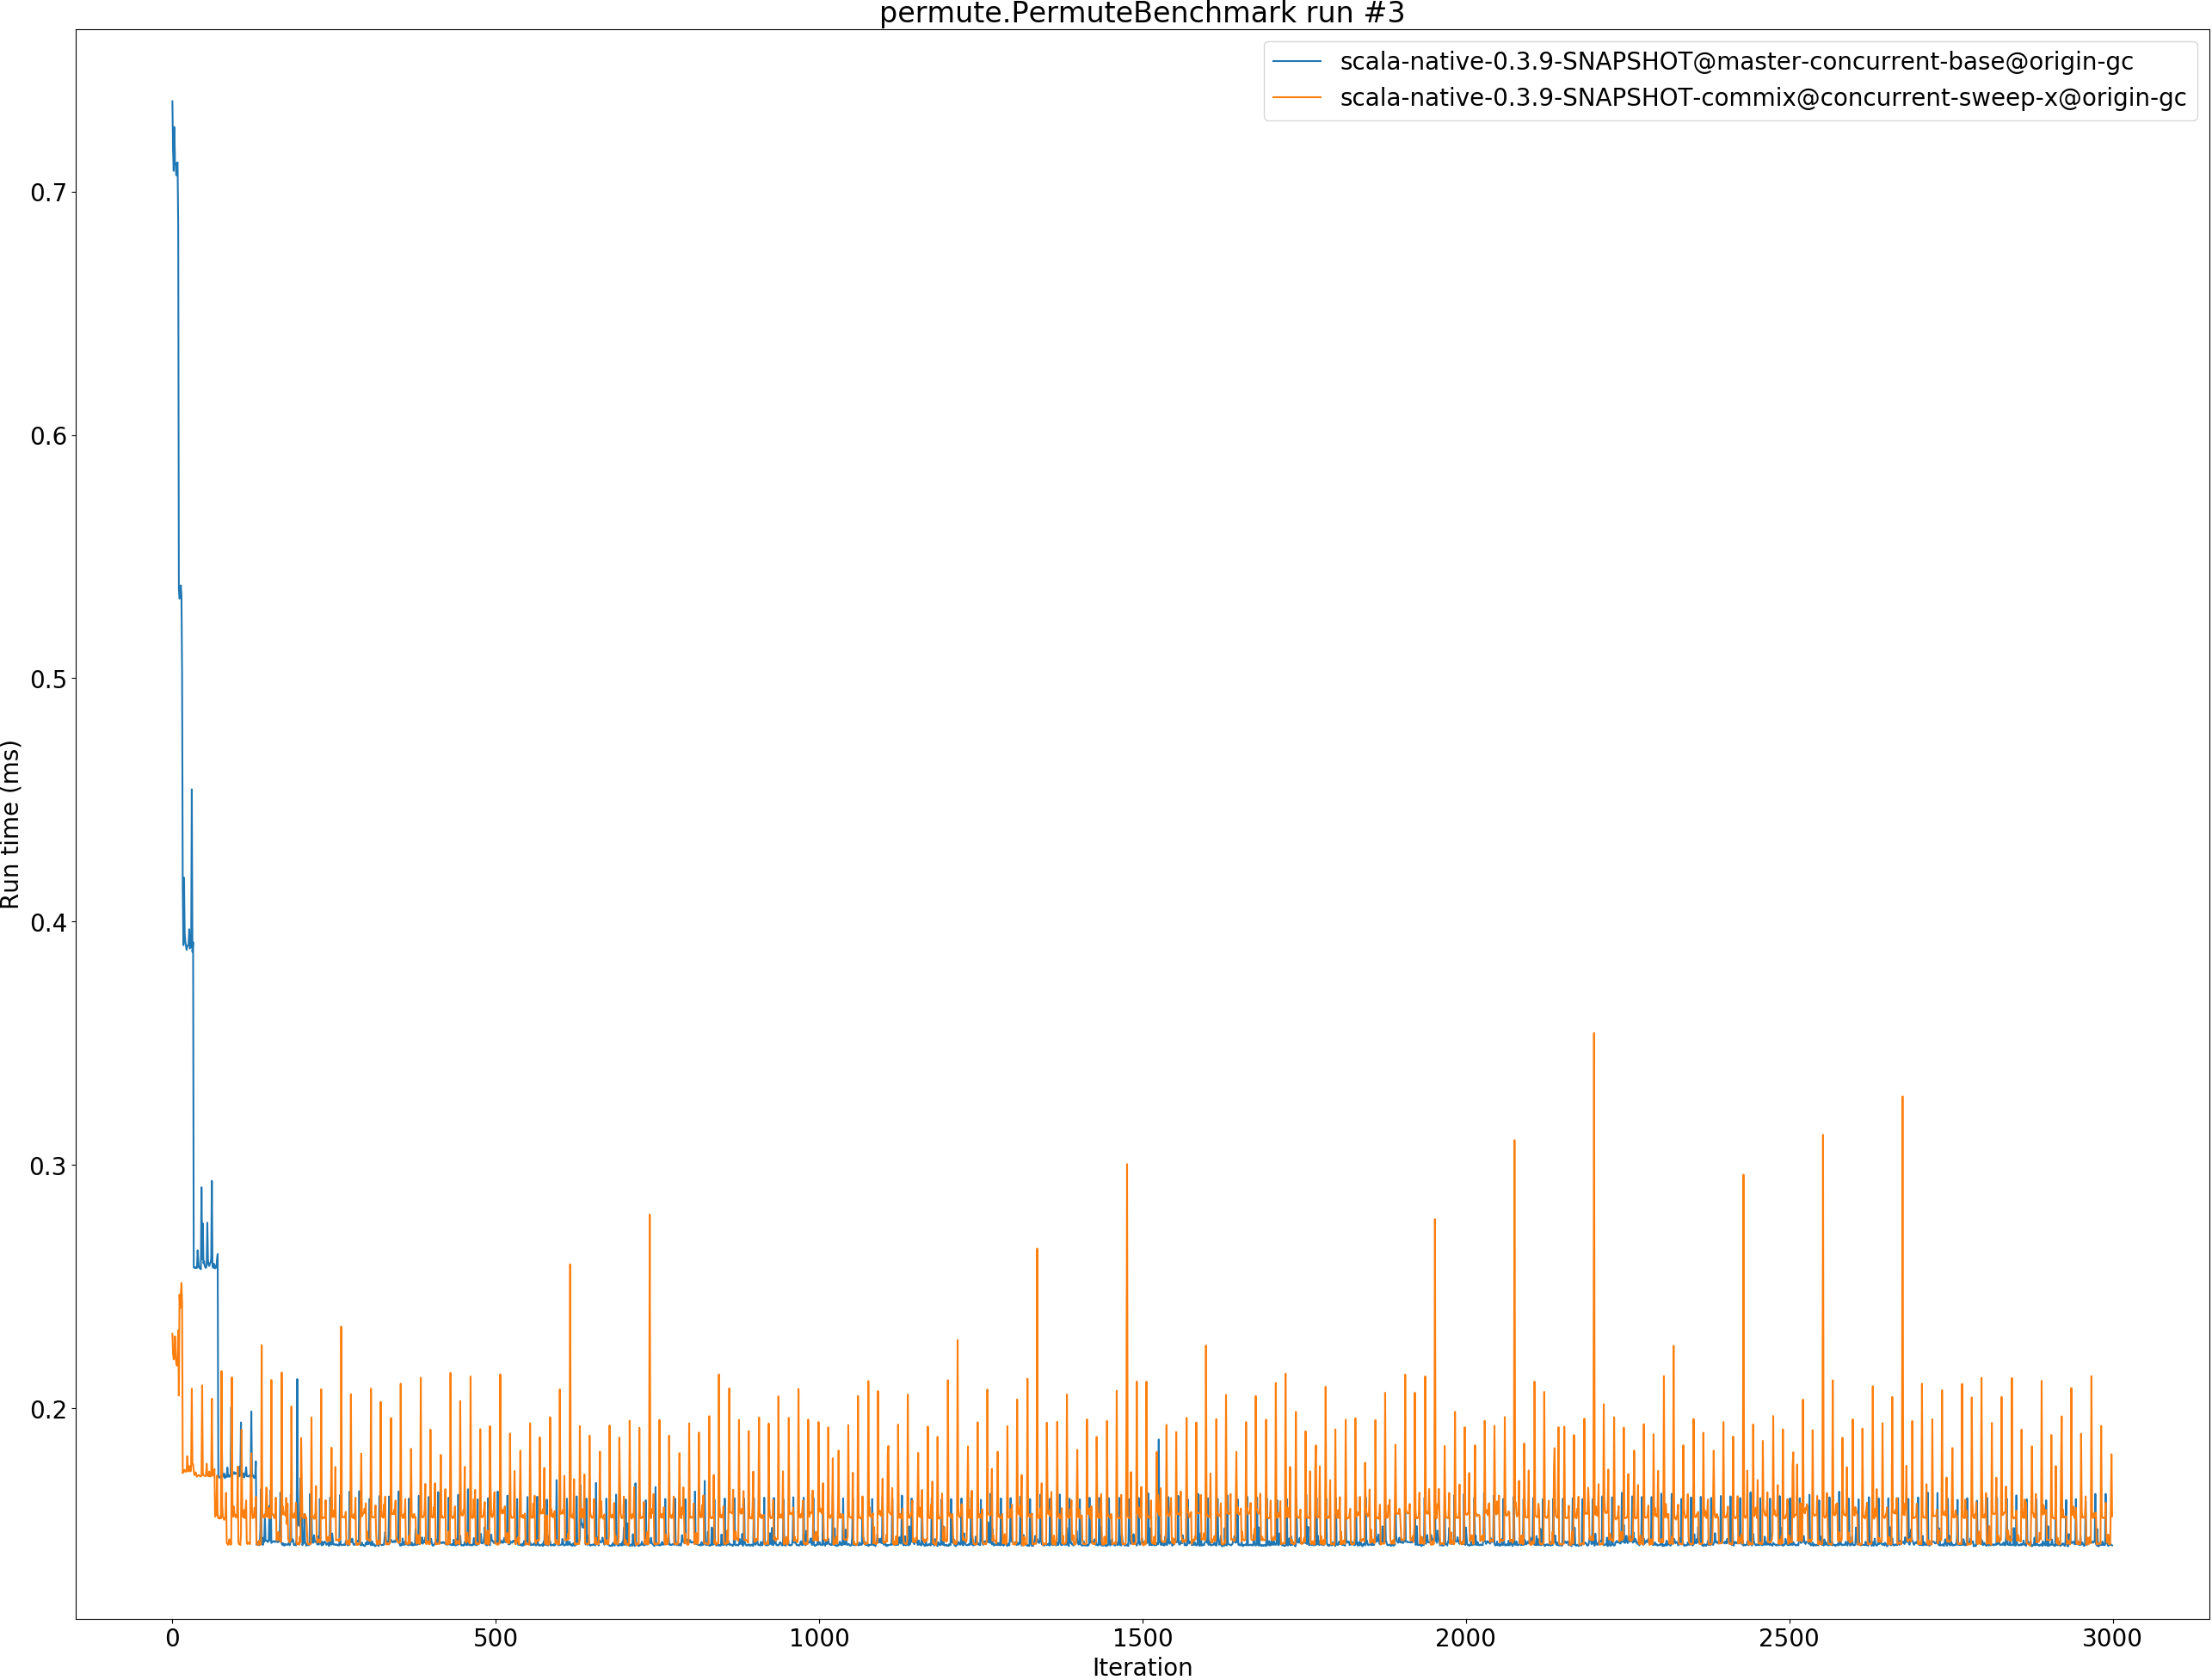 permute.PermuteBenchmark run #3
scala-native-0.3.9-SNAPSHOT@master-concurrent-base@origin-gc
scala-native-0.3.9-SNAPSHOT-commix@concurrent-sweep-x@origin-gc
Run time (ms)
0.7
0.6
0.5
0.4
0.3
0.2
0
500
1000
1500
2000
2500
3000
Iteration